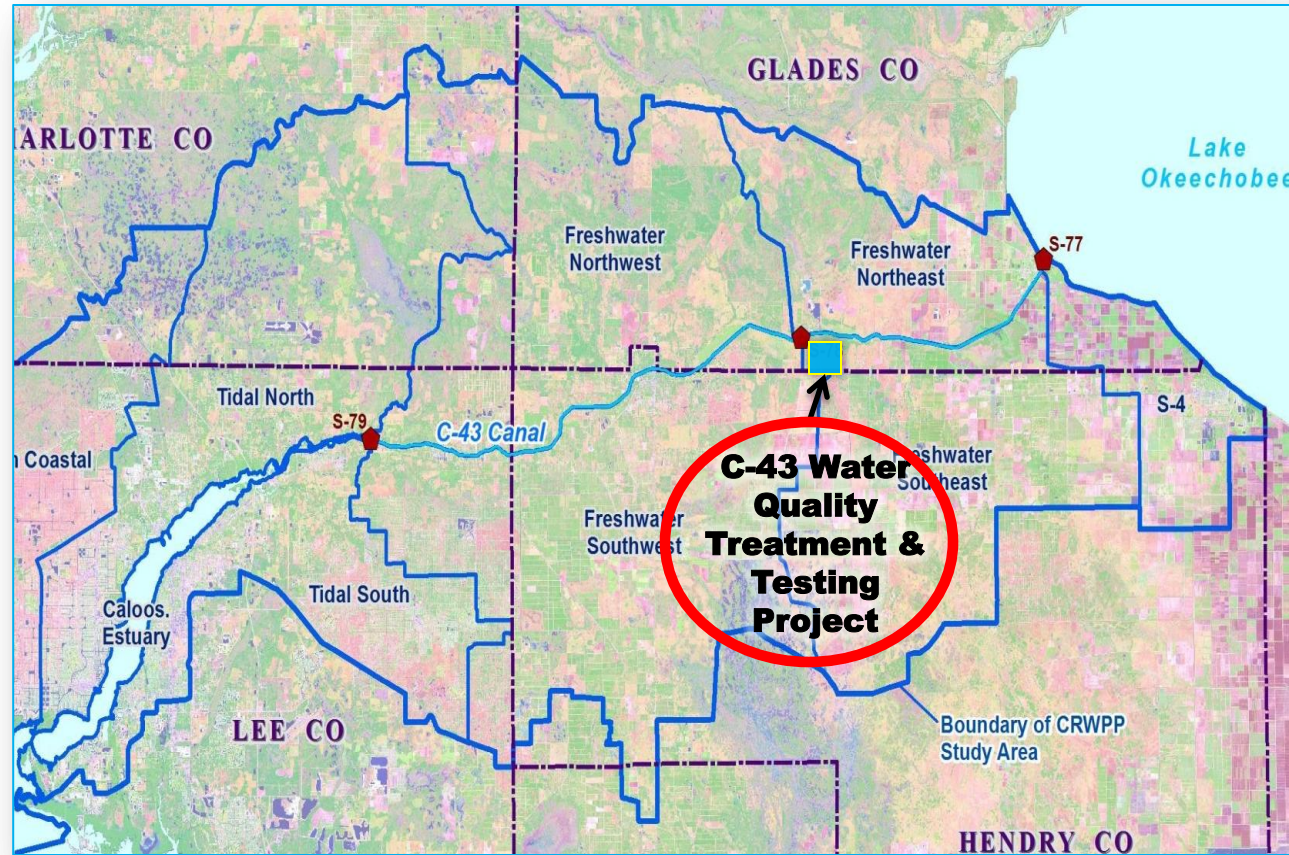 GLADES CO
ARLOTTE CO
Lake
Okeechobee
Freshwater
Northwest
Freshwater
Northeast
S-77
Tidal North
S-79
C-43 Canal
S-4
Coastal
C-43 Water
Quality
Treatment &
Testing
Project
Freshwater
Southeast
Freshwater
Southwest
Tidal South
Caloos.
Estuary
LEE CO
Boundary of CRWPP
Study Area
HENDRY CO